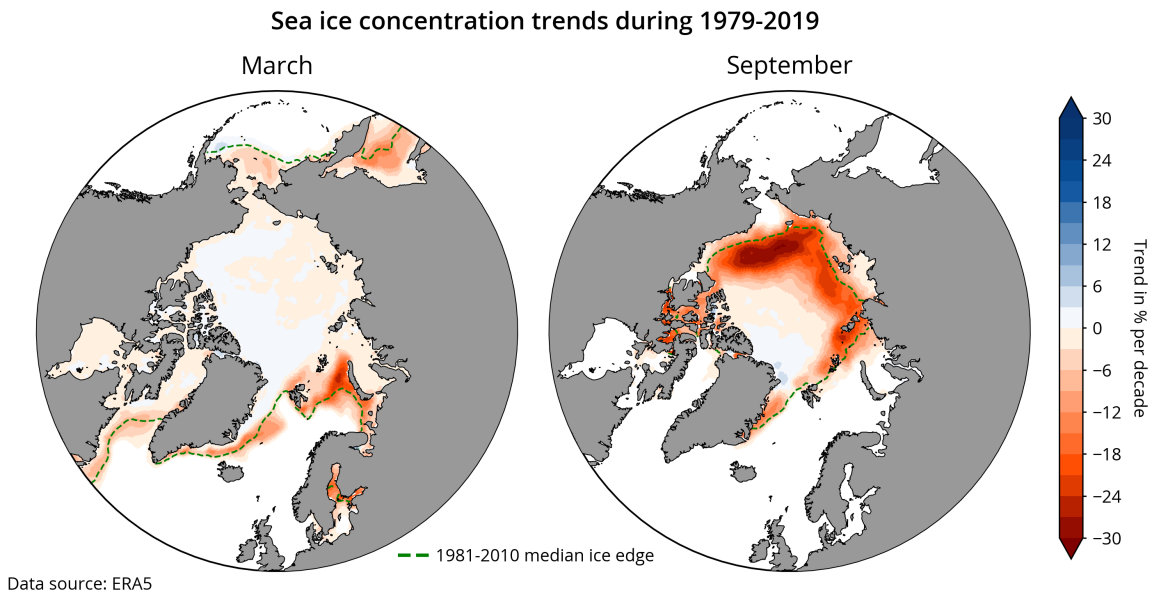 Sea ice concentration trends during 1979-2019
March
September
30
24
18
12
6
0
−6
−12
−18
−24
−30
Trend in % per decade
1981-2010 median ice edge
Data source: ERA5